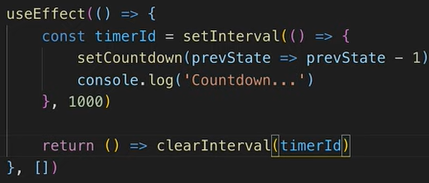 useEffect(() => {
    const timerId = setInterval(() => {
        setCountdown(prevState => prevState - 1)
        console.log('Countdown...')
    }, 1000)

    return () => clearInterval(timerId)
}, [])